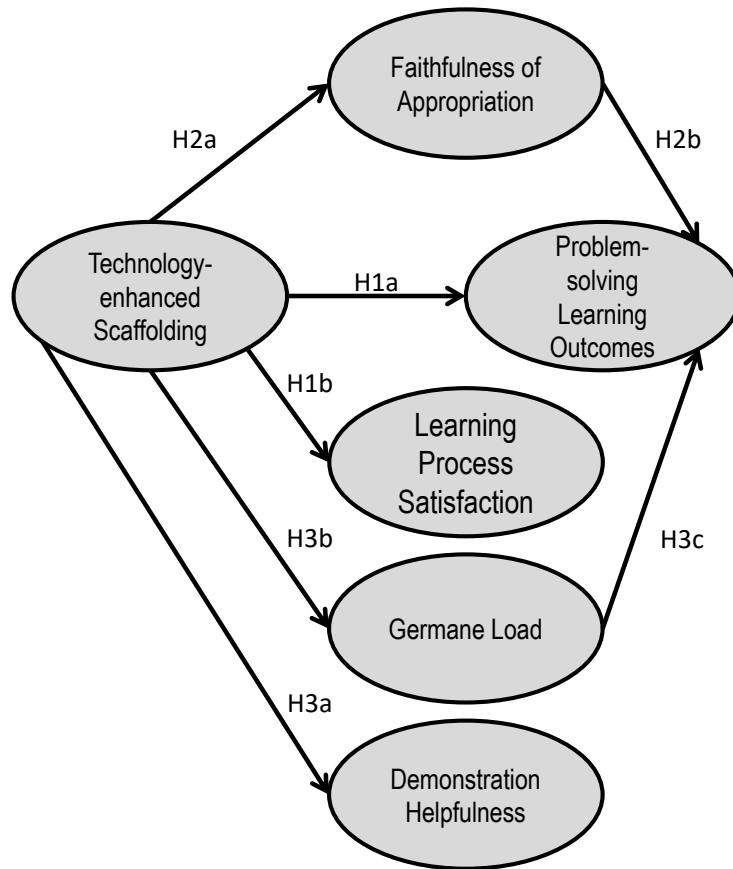 Faithfulness of
Appropriation
H2a
H2b
Technology-
enhanced
Scaffolding
H1a
Problem-
solving
Learning
Outcomes
H1b
Learning
Process
Satisfaction
H3b
H3c
Germane Load
H3a
Demonstration
Helpfulness